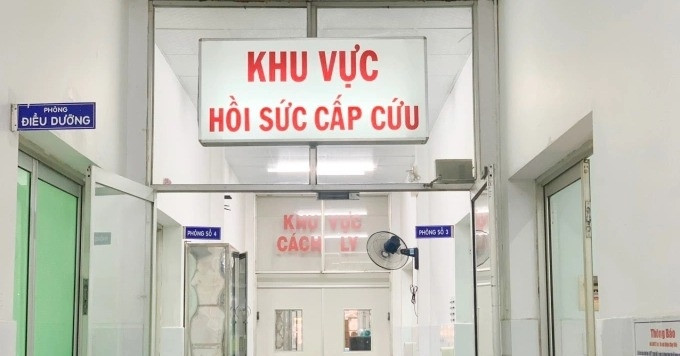 KHU VỰC
HỒI SỨC CẤP CỨU
PHÒNG
ĐIỀU DƯỠNG
PHÒNG SỐ 4
KHU VỰC
CÁCH LY
PHÒNG SỐ 3
Thông Báo